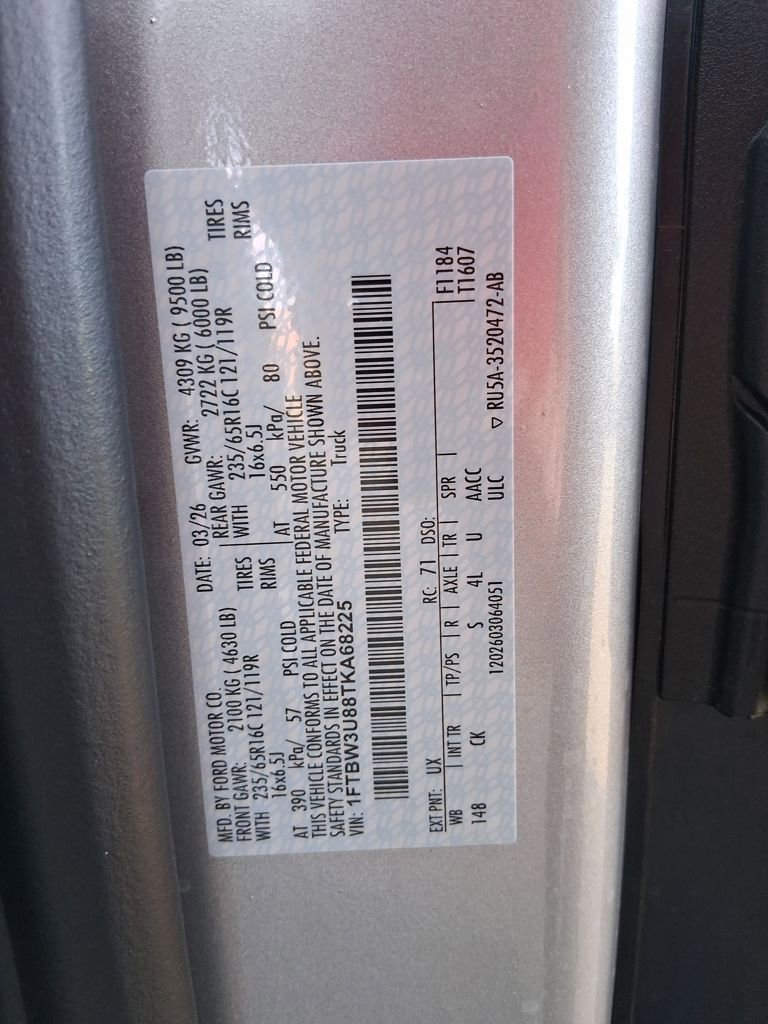 MFD. BY FORD MOTOR CO.
DATE: 03/26 GVWR: 4309 KG ( 9500 LB)
FRONT GAWR: 2100 KG ( 4630 LB) REAR GAWR: 2722 KG ( 6000 LB)
WITH 235/65R16C 121/119R TIRES WITH 235/65R16C 121/119R TIRES
16x6.5J RIMS 16x6.5J RIMS
AT 390 kPa/ 57 PSI COLD AT 550 kPa/ 80 PSI COLD
THIS VEHICLE CONFORMS TO ALL APPLICABLE FEDERAL MOTOR VEHICLE
SAFETY STANDARDS IN EFFECT ON THE DATE OF MANUFACTURE SHOWN ABOVE.
VIN: 1FTBW3U88TKA68225 TYPE: Truck
EXT PNT: UX RC: 71 DSO:
WB INT TR TP/PS R AXLE TR SPR F1184
148 CK S 4L U AACC T1607
1202603064051 ULC ▽ RU5A-3520472-AB